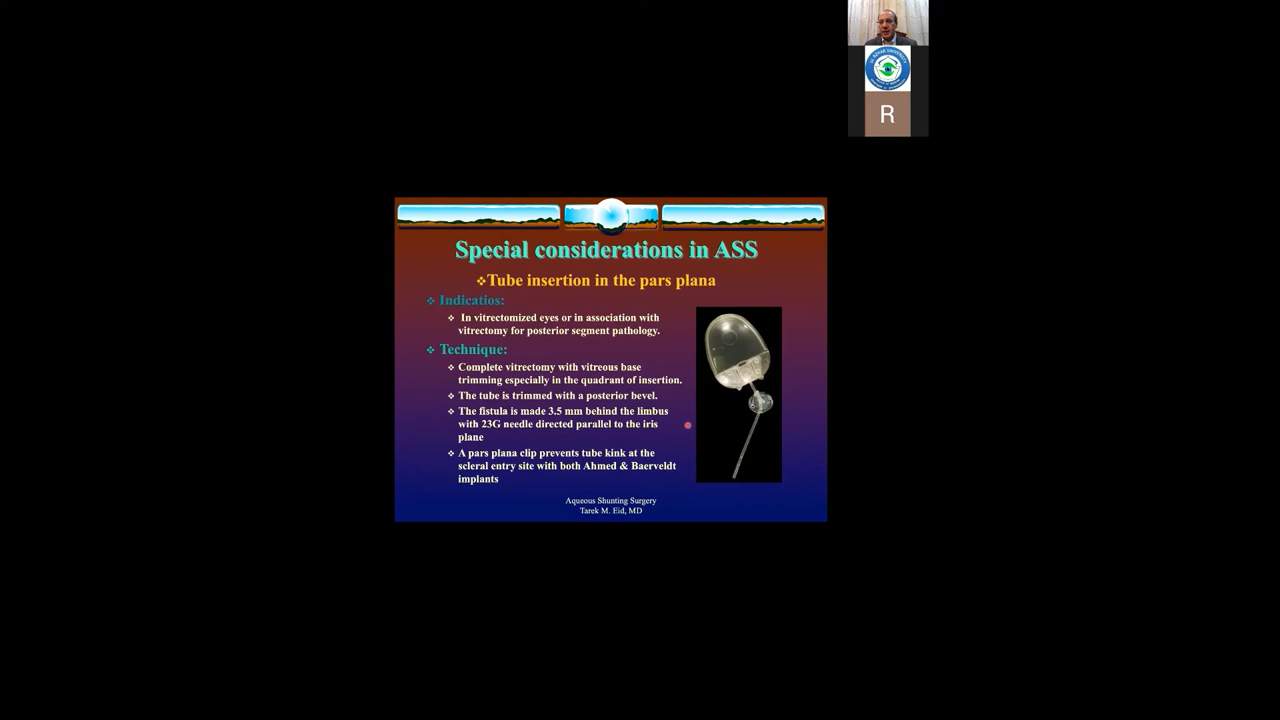 R
Special considerations in ASS
❖Tube insertion in the pars plana
❖ Indicatios:
❖ In vitrectomized eyes or in association with
vitrectomy for posterior segment pathology.
❖ Technique:
❖ Complete vitrectomy with vitreous base
trimming especially in the quadrant of insertion.
❖ The tube is trimmed with a posterior bevel.
❖ The fistula is made 3.5 mm behind the limbus
with 23G needle directed parallel to the iris
plane
❖ A pars plana clip prevents tube kink at the
scleral entry site with both Ahmed & Baerveldt
implants
Aqueous Shunting Surgery
Tarek M. Eid, MD